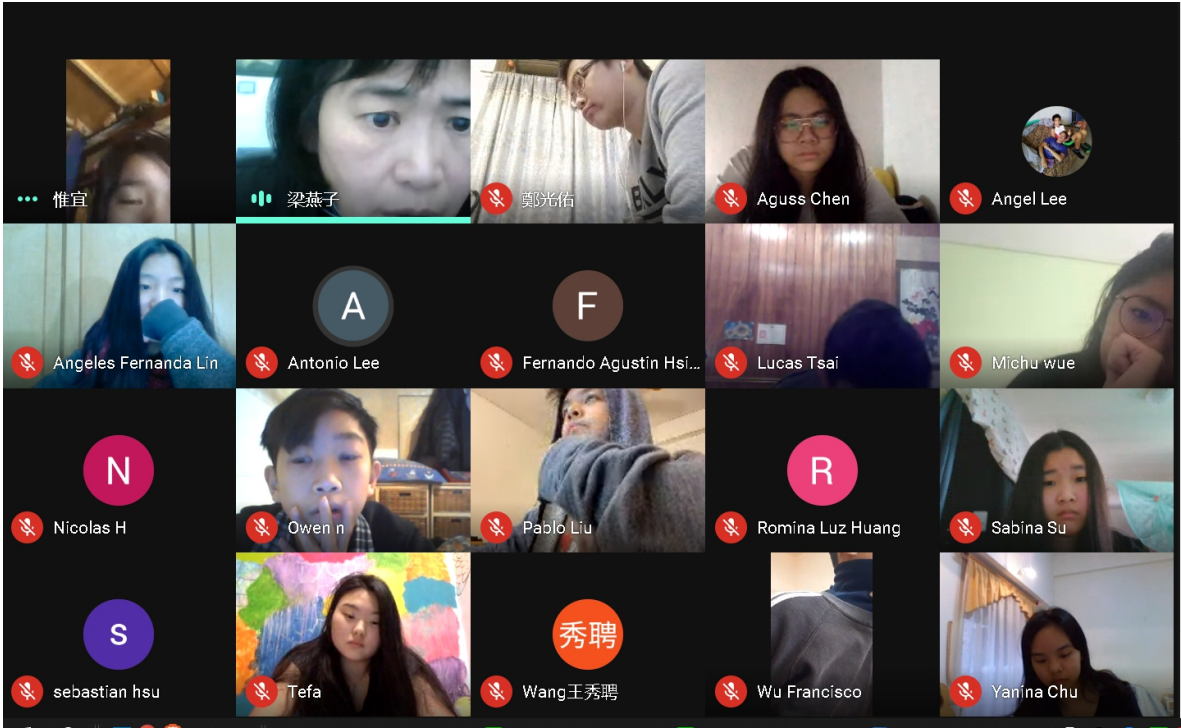 惟宜
梁燕子
鄭光佑
Aguss Chen
Angel Lee
Angeles Fernanda Lin
A
Antonio Lee
F
Fernando Agustin Hsi...
Lucas Tsai
Michu wue
N
Nicolas H
Owen n
Pablo Liu
R
Romina Luz Huang
Sabina Su
s
sebastian hsu
Tefa
秀聘
Wang王秀聘
Wu Francisco
Yanina Chu